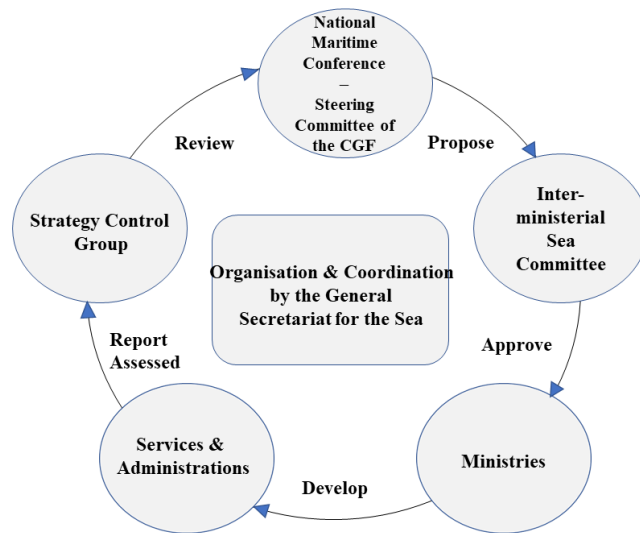 National
Maritime
Conference
–
Steering
Committee of
the CGF
Review
Propose
Strategy Control
Group
Inter-
ministerial
Sea
Committee
Organisation & Coordination
by the General
Secretariat for the Sea
Report
Assessed
Approve
Services &
Administrations
Ministries
Develop